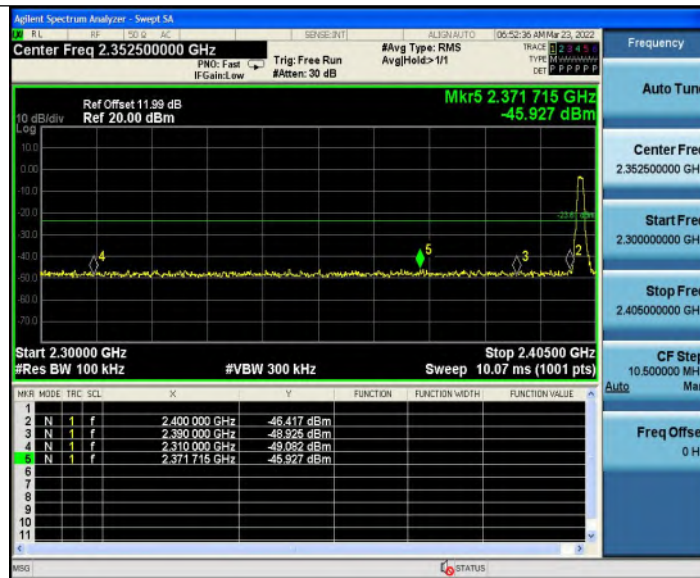 Agilent Spectrum Analyzer - Swept SA
RL RF 50 Ω AC SENSE:INT ALIGNAUTO 06:52:36 AM Mar 23, 2022
Center Freq 2.352500000 GHz
PNO: Fast
IFGain:Low
Trig: Free Run
#Atten: 30 dB
#Avg Type: RMS
Avg|Hold:>1/1
TRACE 1 2 3 4 5 6
TYPE M W W W W W
DET P P P P P P
Mkr5 2.371 715 GHz
-45.927 dBm
Ref Offset 11.99 dB
10 dB/div Ref 20.00 dBm
Log
10.0
0.00
-10.0
-20.0
-30.0
-40.0
-50.0
-60.0
-70.0
4
5
3
2
Start 2.30000 GHz Stop 2.40500 GHz
#Res BW 100 kHz #VBW 300 kHz Sweep 10.07 ms (1001 pts)
MKR MODE TRC SCL X Y FUNCTION FUNCTION WIDTH FUNCTION VALUE
1
2 N 1 f 2.400 000 GHz -46.417 dBm
3 N 1 f 2.390 000 GHz -48.925 dBm
4 N 1 f 2.310 000 GHz -49.082 dBm
5 N 1 f 2.371 715 GHz -45.927 dBm
6
7
8
9
10
11
MSG STATUS
Frequency
Auto Tune
Center Freq
2.352500000 GH
Start Freq
2.300000000 GH
Stop Freq
2.405000000 GH
CF Step
10.500000 MH
Auto Man
Freq Offse
0 H